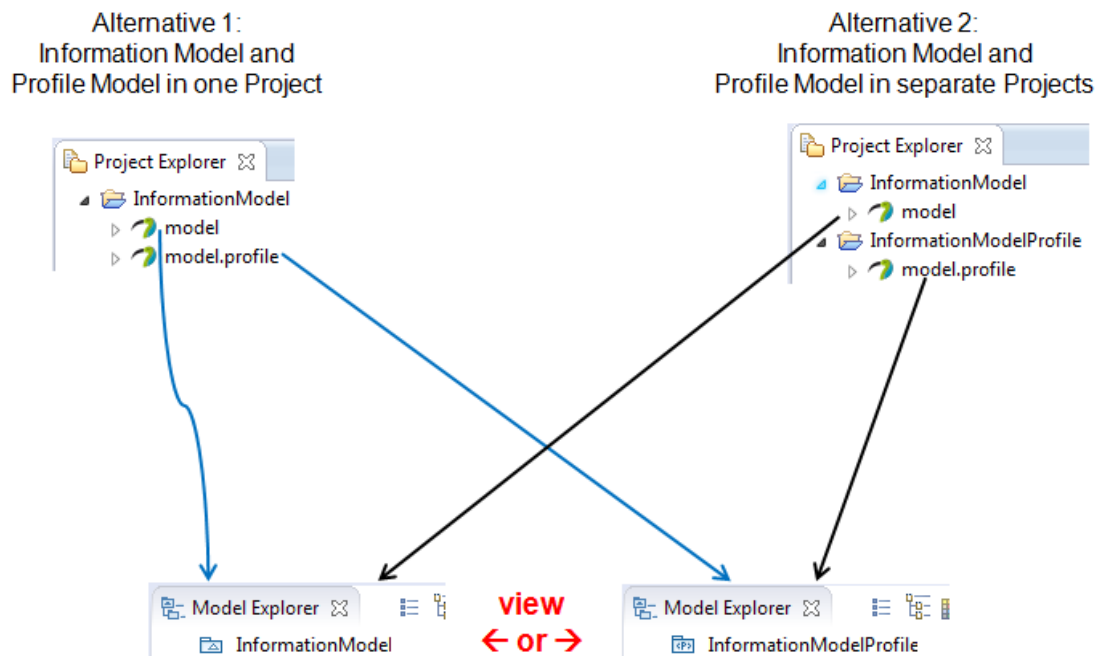 Alternative 1:
Information Model and
Profile Model in one Project
Alternative 2:
Information Model and
Profile Model in separate Projects
Project Explorer
InformationModel
model
model.profile
Project Explorer
InformationModel
model
InformationModelProfile
model.profile
Model Explorer
InformationModel
view
← or →
Model Explorer
<P> InformationModelProfile